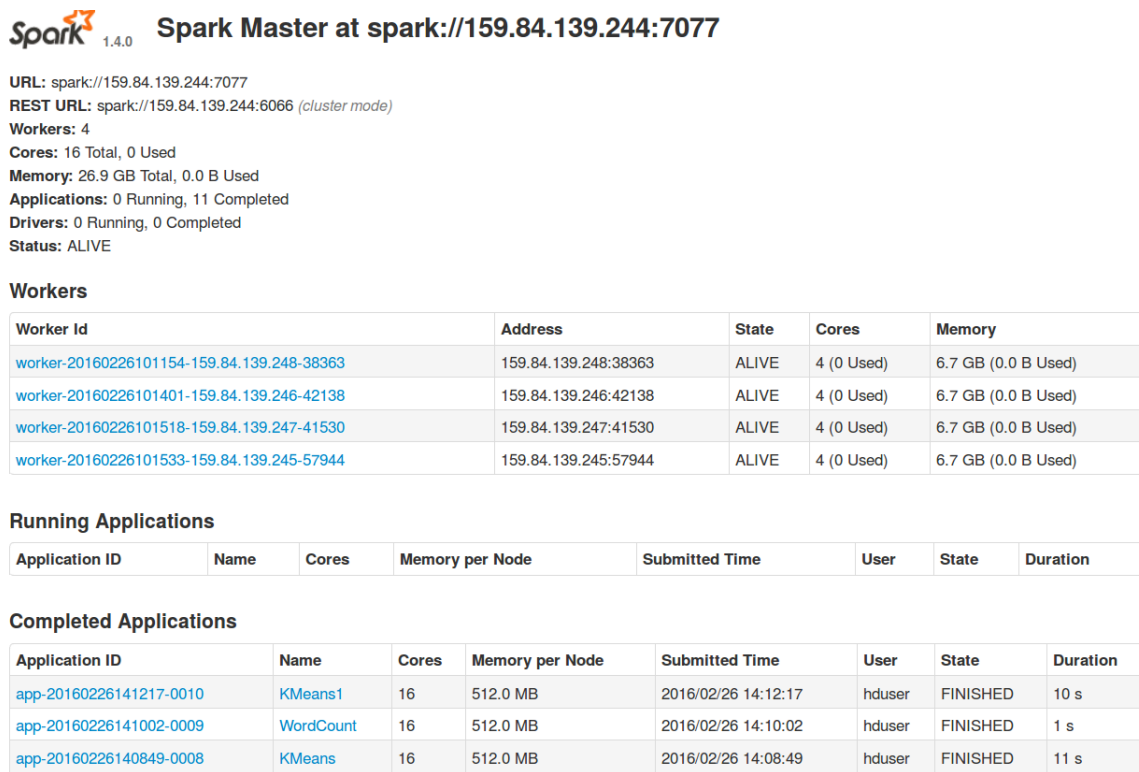 Spark 1.4.0 Spark Master at spark://159.84.139.244:7077
URL: spark://159.84.139.244:7077
REST URL: spark://159.84.139.244:6066 (cluster mode)
Workers: 4
Cores: 16 Total, 0 Used
Memory: 26.9 GB Total, 0.0 B Used
Applications: 0 Running, 11 Completed
Drivers: 0 Running, 0 Completed
Status: ALIVE
Workers
Worker Id Address State Cores Memory
worker-20160226101154-159.84.139.248-38363 159.84.139.248:38363 ALIVE 4 (0 Used) 6.7 GB (0.0 B Used)
worker-20160226101401-159.84.139.246-42138 159.84.139.246:42138 ALIVE 4 (0 Used) 6.7 GB (0.0 B Used)
worker-20160226101518-159.84.139.247-41530 159.84.139.247:41530 ALIVE 4 (0 Used) 6.7 GB (0.0 B Used)
worker-20160226101533-159.84.139.245-57944 159.84.139.245:57944 ALIVE 4 (0 Used) 6.7 GB (0.0 B Used)
Running Applications
Application ID Name Cores Memory per Node Submitted Time User State Duration
Completed Applications
Application ID Name Cores Memory per Node Submitted Time User State Duration
app-20160226141217-0010 KMeans1 16 512.0 MB 2016/02/26 14:12:17 hduser FINISHED 10 s
app-20160226141002-0009 WordCount 16 512.0 MB 2016/02/26 14:10:02 hduser FINISHED 1 s
app-20160226140849-0008 KMeans 16 512.0 MB 2016/02/26 14:08:49 hduser FINISHED 11 s